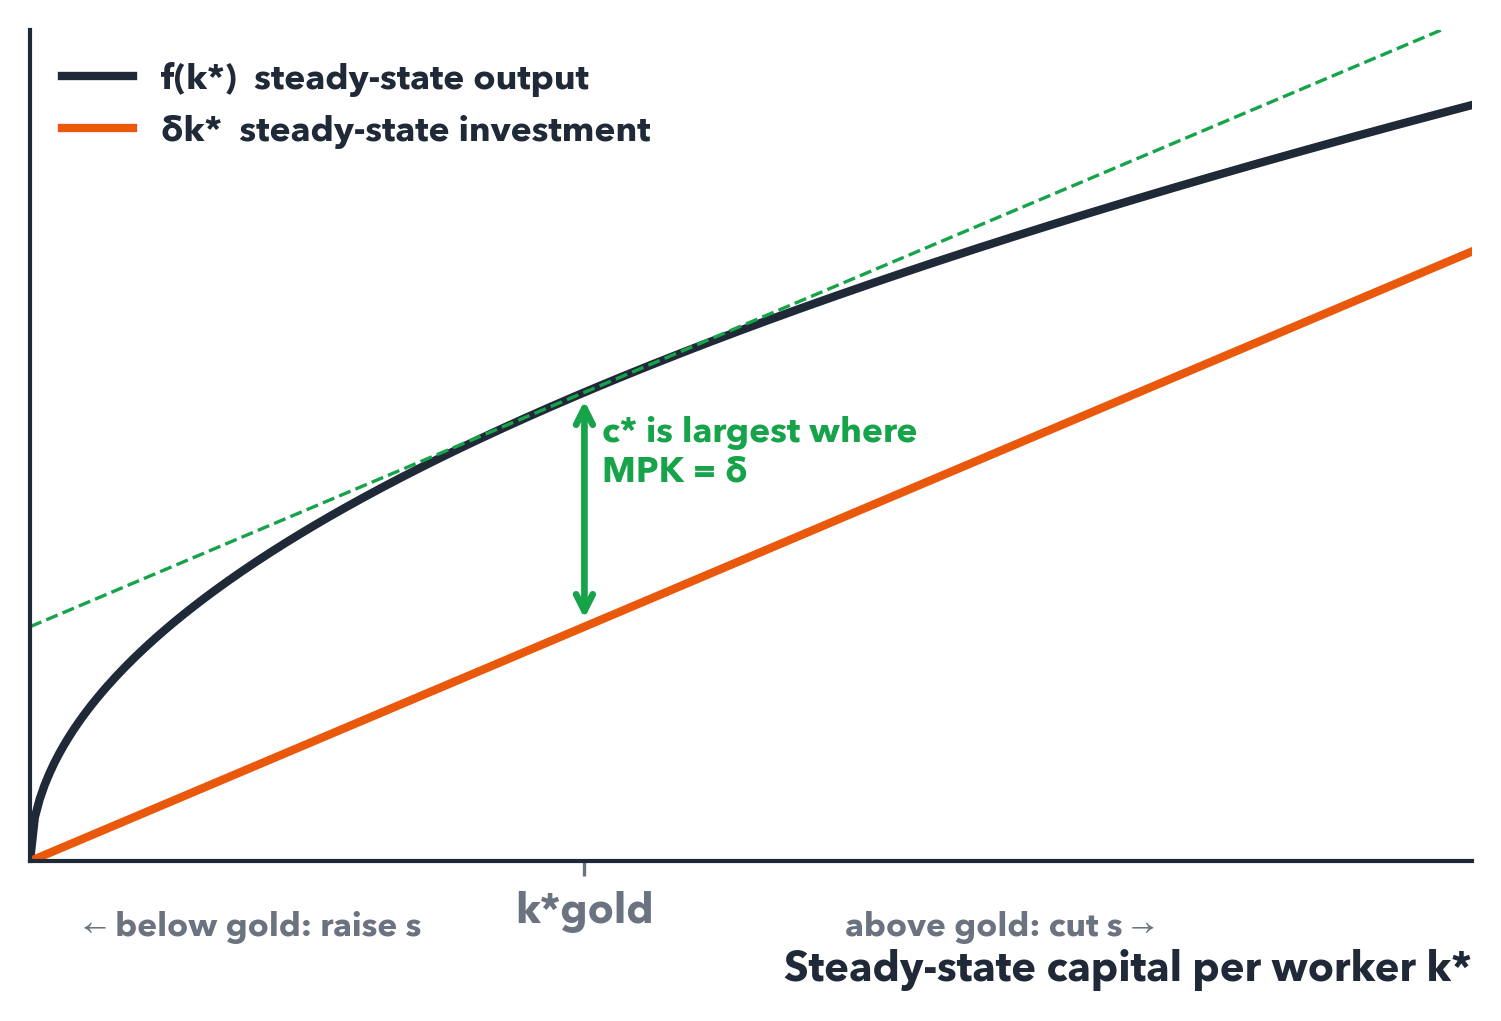 f(k*) steady-state output
δk* steady-state investment
c* is largest where
MPK = δ
k*gold
← below gold: raise s
above gold: cut s →
Steady-state capital per worker k*